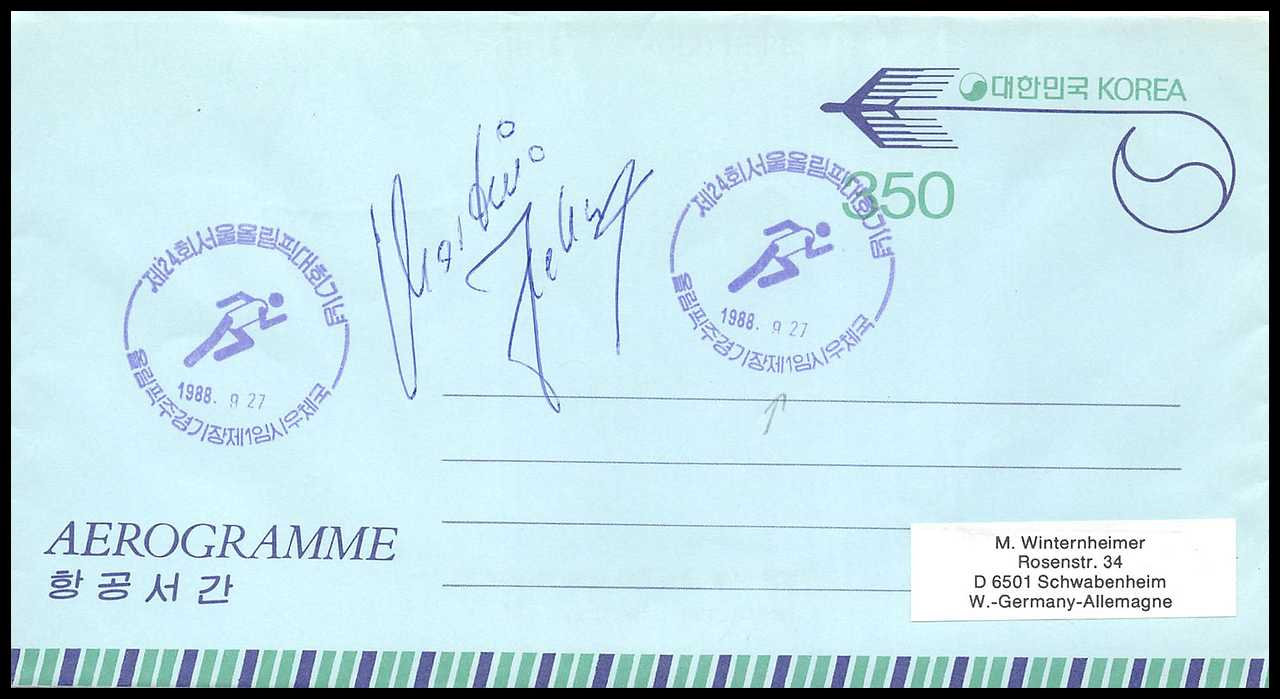 대한민국 KOREA
350
제24회서울올림픽대회기념
1988. 9 27
올림픽주경기장제1임시우체국
제24회서울올림픽대회기념
1988. 9 27
올림픽주경기장제1임시우체국
AEROGRAMME
항공서간
M. Winternheimer
Rosenstr. 34
D 6501 Schwabenheim
W.-Germany-Allemagne